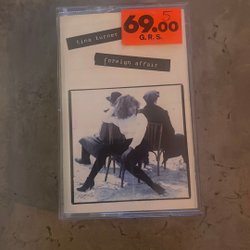 69.00
G.R.S.
tina turner
foreign affair